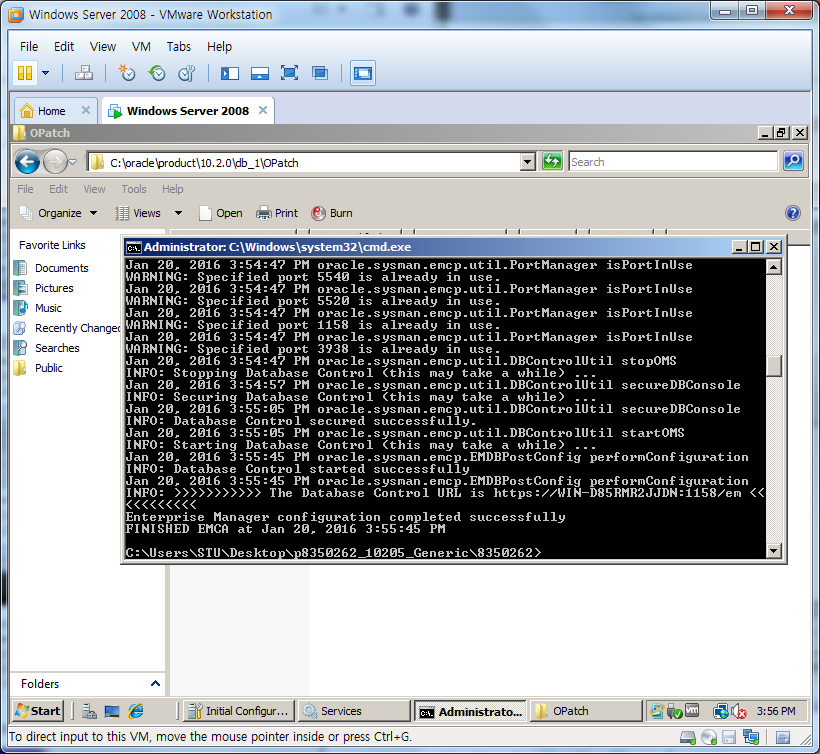 Windows Server 2008 - VMware Workstation
File Edit View VM Tabs Help
Home Windows Server 2008
OPatch
C:\oracle\product\10.2.0\db_1\OPatch Search
File Edit View Tools Help
Organize Views Open Print Burn
Favorite Links
Documents
Pictures
Music
Recently Changed
Searches
Public
Administrator: C:\Windows\system32\cmd.exe
Jan 20, 2016 3:54:47 PM oracle.sysman.emcp.util.PortManager isPortInUse
WARNING: Specified port 5540 is already in use.
Jan 20, 2016 3:54:47 PM oracle.sysman.emcp.util.PortManager isPortInUse
WARNING: Specified port 5520 is already in use.
Jan 20, 2016 3:54:47 PM oracle.sysman.emcp.util.PortManager isPortInUse
WARNING: Specified port 1158 is already in use.
Jan 20, 2016 3:54:47 PM oracle.sysman.emcp.util.PortManager isPortInUse
WARNING: Specified port 3938 is already in use.
Jan 20, 2016 3:54:47 PM oracle.sysman.emcp.util.DBControlUtil stopOMS
INFO: Stopping Database Control (this may take a while) ...
Jan 20, 2016 3:54:57 PM oracle.sysman.emcp.util.DBControlUtil secureDBConsole
INFO: Securing Database Control (this may take a while) ...
Jan 20, 2016 3:55:05 PM oracle.sysman.emcp.util.DBControlUtil secureDBConsole
INFO: Database Control secured successfully.
Jan 20, 2016 3:55:05 PM oracle.sysman.emcp.util.DBControlUtil startOMS
INFO: Starting Database Control (this may take a while) ...
Jan 20, 2016 3:55:45 PM oracle.sysman.emcp.EMDBPostConfig performConfiguration
INFO: Database Control started successfully
Jan 20, 2016 3:55:45 PM oracle.sysman.emcp.EMDBPostConfig performConfiguration
INFO: >>>>>>>>>>> The Database Control URL is https://WIN-D85RMR2JJDN:1158/em <<
<<<<<<<<<
Enterprise Manager configuration completed successfully
FINISHED EMCA at Jan 20, 2016 3:55:45 PM
C:\Users\STU\Desktop\p8350262_10205_Generic\8350262>
Folders
Start Initial Configur... Services Administrato... OPatch 3:56 PM
To direct input to this VM, move the mouse pointer inside or press Ctrl+G.